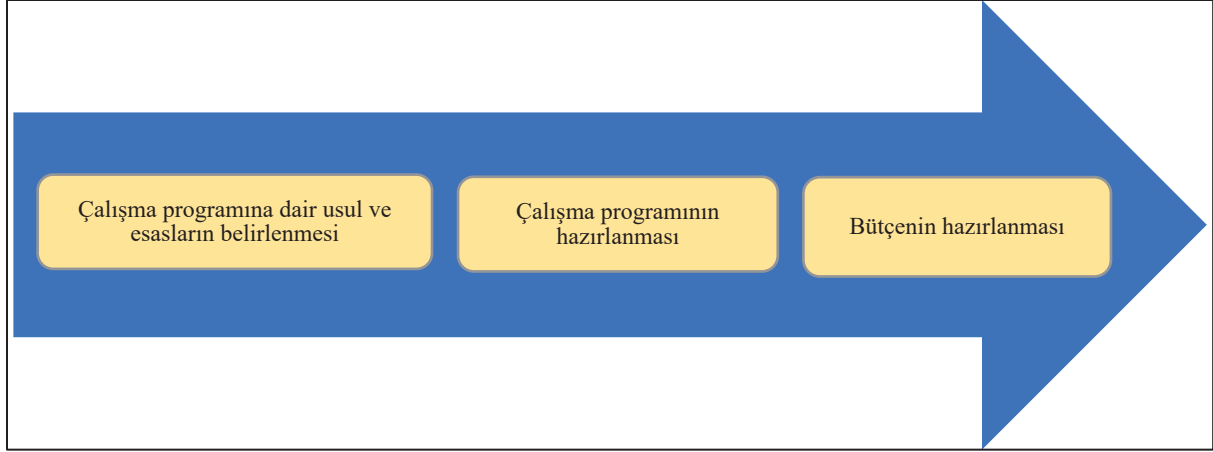 Çalışma programına dair usul ve
esasların belirlenmesi
Çalışma programının
hazırlanması
Bütçenin hazırlanması